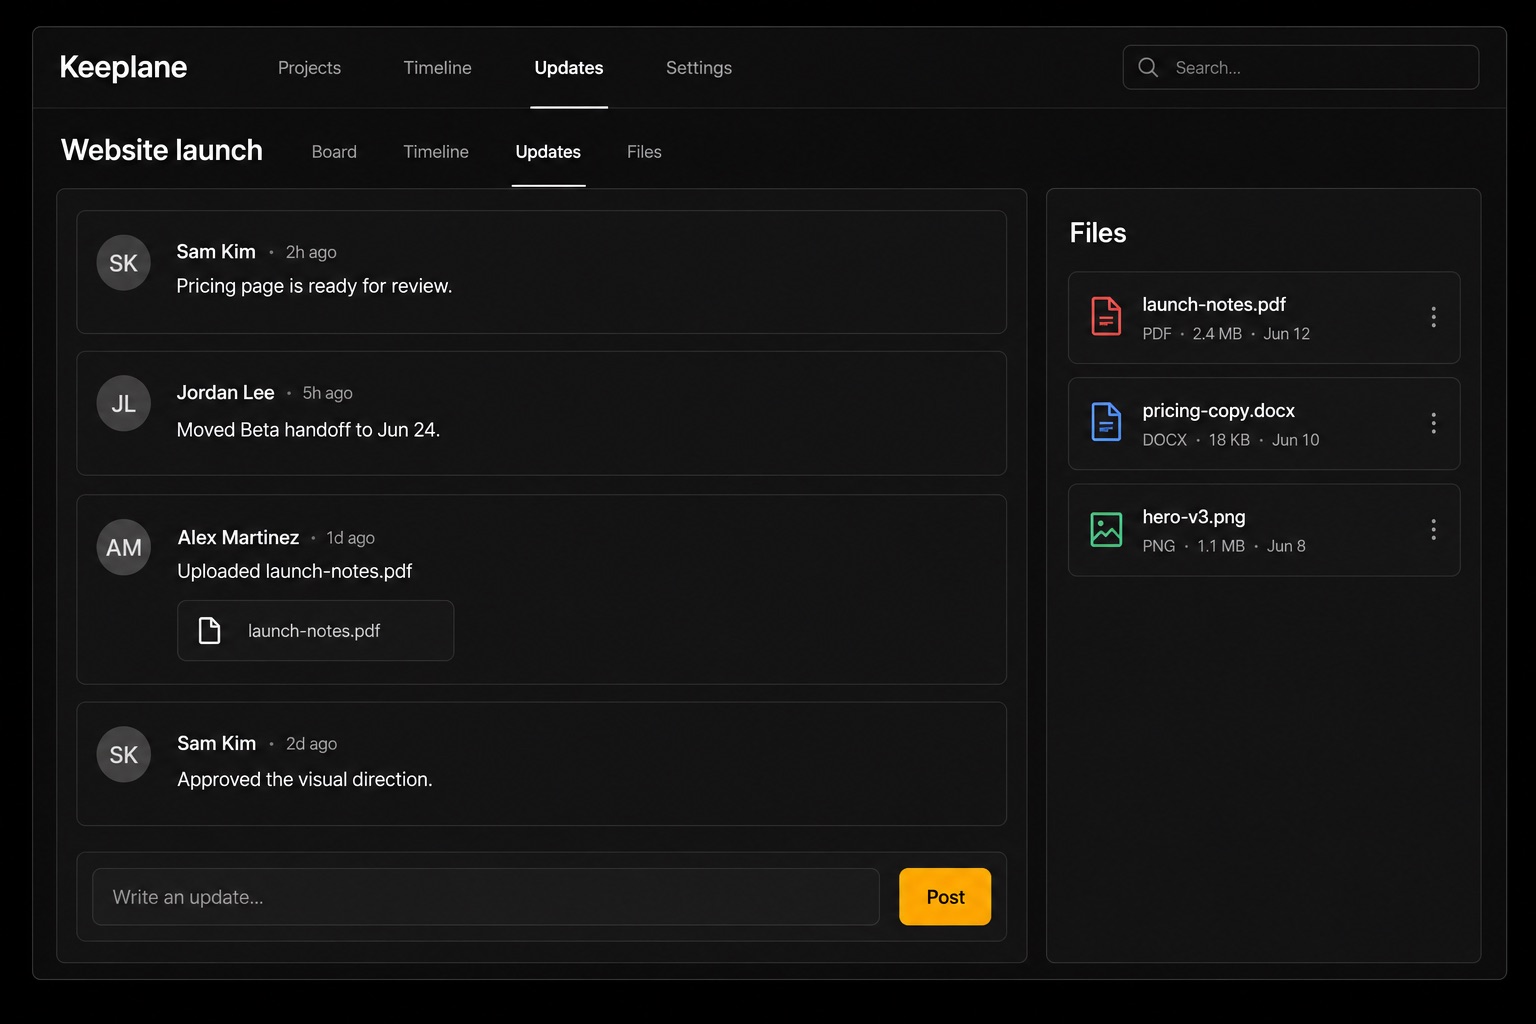 Keeplane
Projects
Timeline
Updates
Settings
Search...
Website launch
Board
Timeline
Updates
Files
SK
Sam Kim • 2h ago
Pricing page is ready for review.
JL
Jordan Lee • 5h ago
Moved Beta handoff to Jun 24.
AM
Alex Martinez • 1d ago
Uploaded launch-notes.pdf
launch-notes.pdf
SK
Sam Kim • 2d ago
Approved the visual direction.
Write an update...
Post
Files
launch-notes.pdf
PDF • 2.4 MB • Jun 12
pricing-copy.docx
DOCX • 18 KB • Jun 10
hero-v3.png
PNG • 1.1 MB • Jun 8